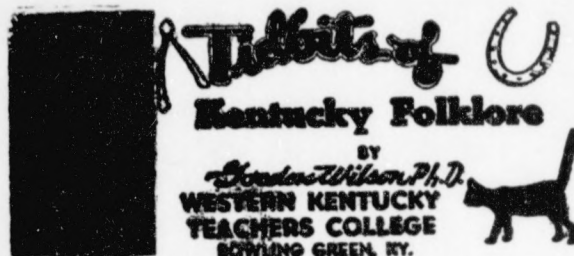 Tidbits of
Kentucky Folklore
BY
Gordon Wilson Ph.D.
WESTERN KENTUCKY
TEACHERS COLLEGE
BOWLING GREEN, KY.